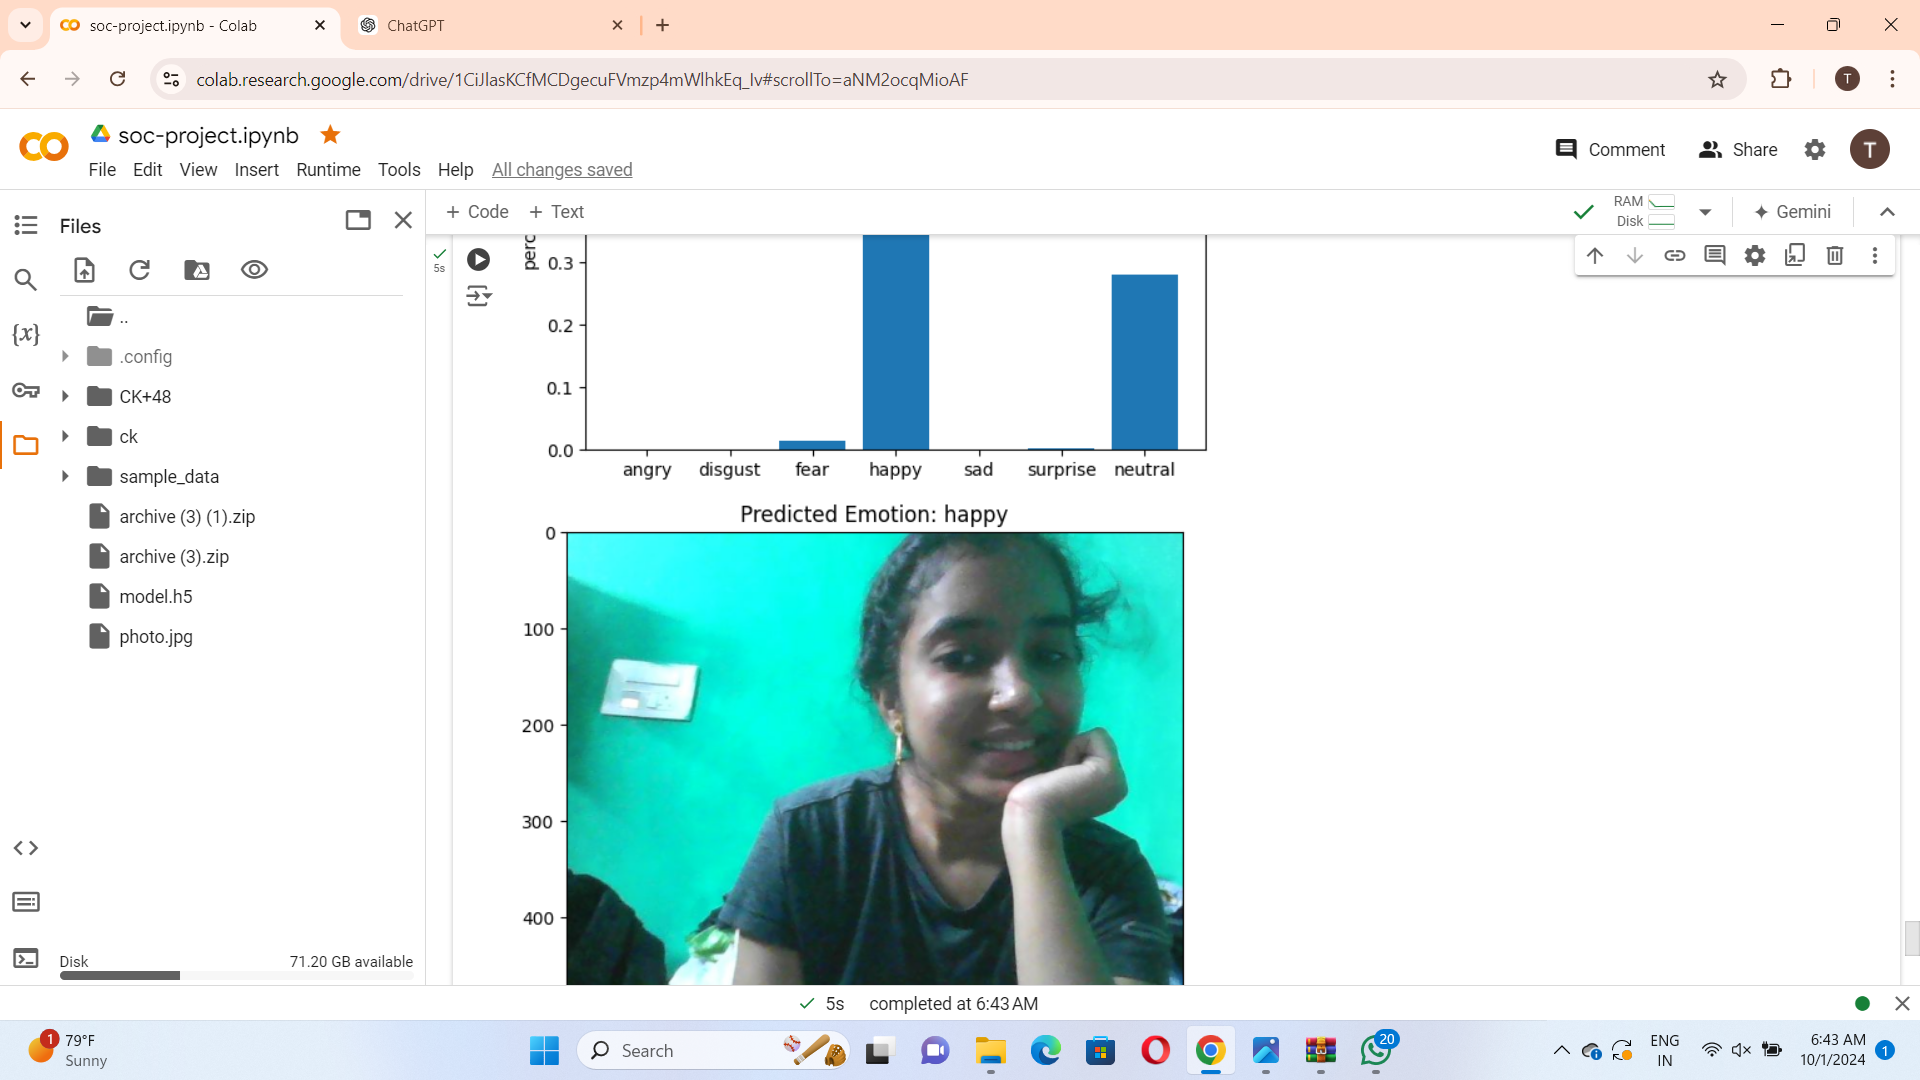 soc-project.ipynb - Colab
ChatGPT
colab.research.google.com/drive/1CiJlasKCfMCDgecuFVmzp4mWlhkEq_lv#scrollTo=aNM2ocqMioAF
T
soc-project.ipynb
File Edit View Insert Runtime Tools Help All changes saved
Comment Share T
Files
+ Code + Text
RAM
Disk
Gemini
..
.config
CK+48
ck
sample_data
archive (3) (1).zip
archive (3).zip
model.h5
photo.jpg
Disk 71.20 GB available
5s
perc
0.3
0.2
0.1
0.0
angry disgust fear happy sad surprise neutral
Predicted Emotion: happy
0
100
200
300
400
5s completed at 6:43 AM
1
79°F
Sunny
Search
20
ENG
IN
6:43 AM
10/1/2024
1